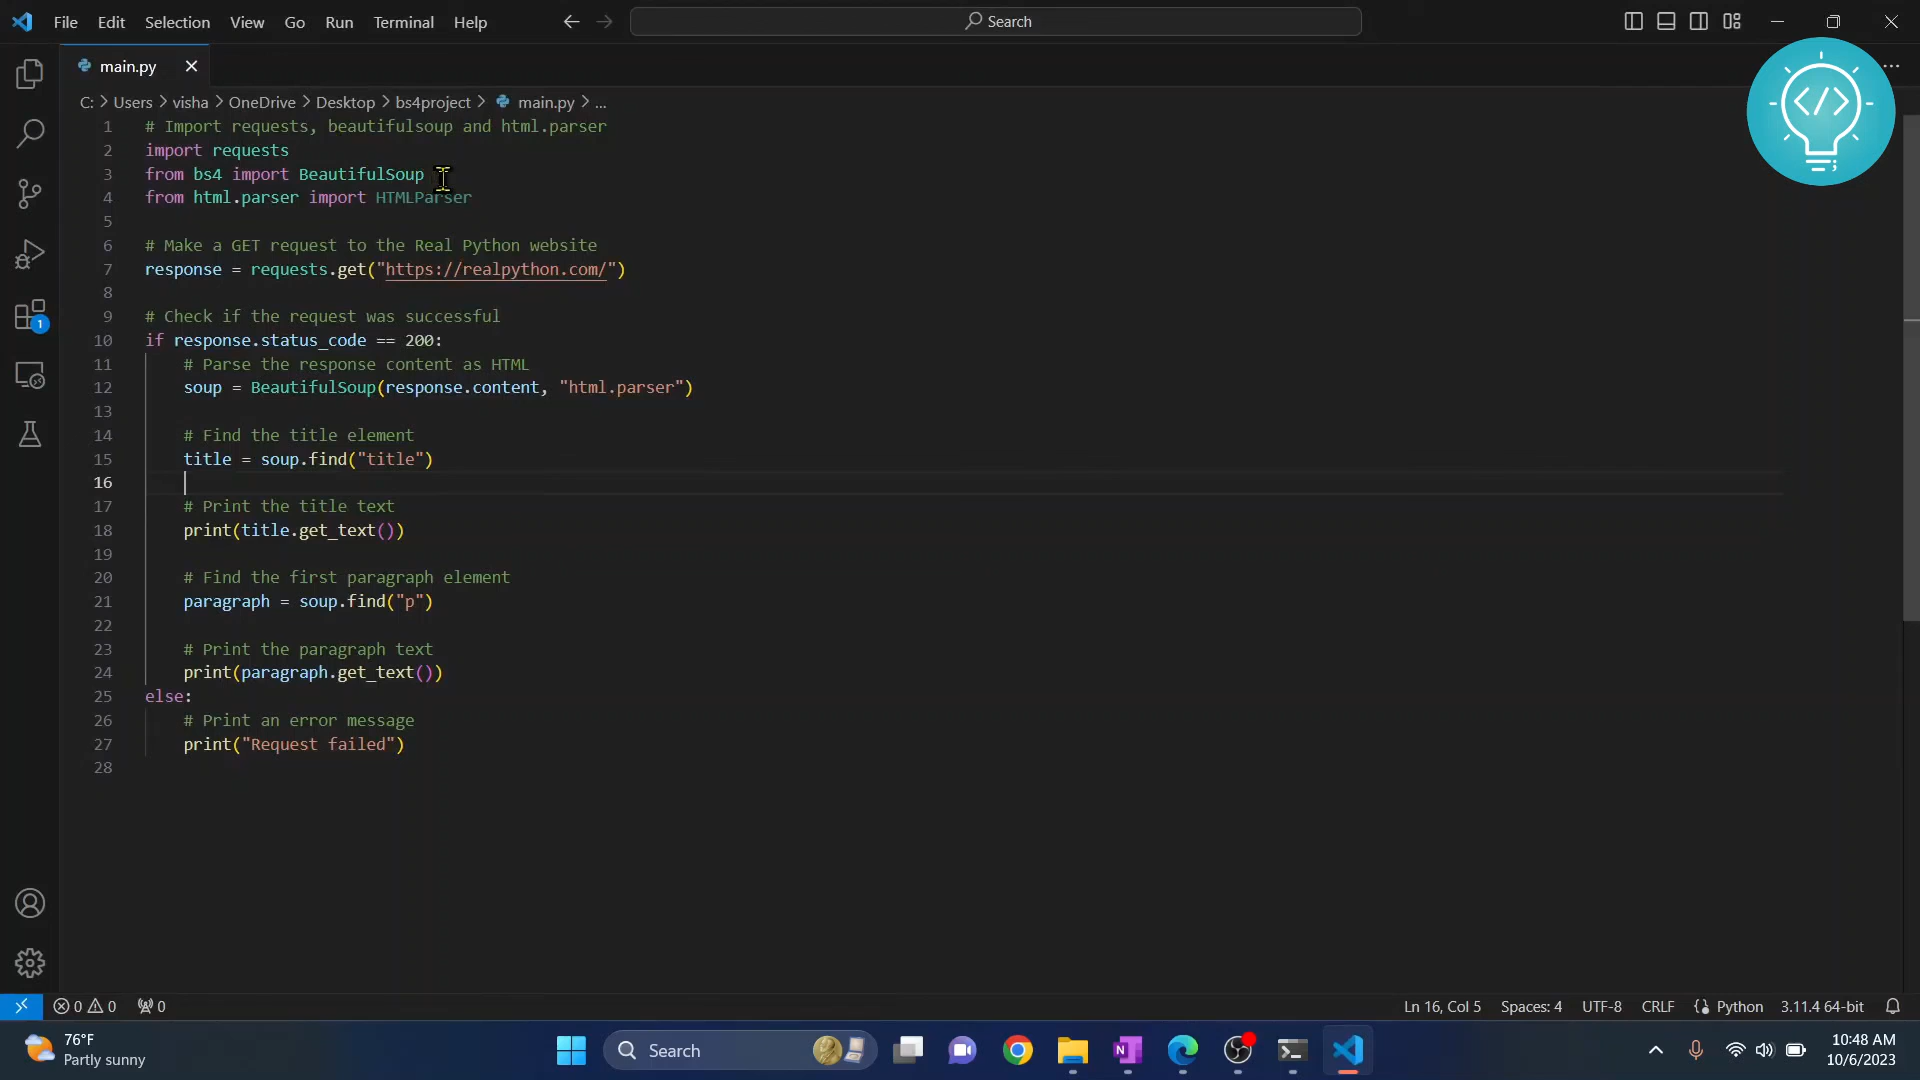 File Edit Selection View Go Run Terminal Help
Search
main.py
C: > Users > visha > OneDrive > Desktop > bs4project > main.py > ...
1 # Import requests, beautifulsoup and html.parser
2 import requests
3 from bs4 import BeautifulSoup
4 from html.parser import HTMLParser
5
6 # Make a GET request to the Real Python website
7 response = requests.get("https://realpython.com/")
8
9 # Check if the request was successful
10 if response.status_code == 200:
11     # Parse the response content as HTML
12     soup = BeautifulSoup(response.content, "html.parser")
13
14     # Find the title element
15     title = soup.find("title")
16
17     # Print the title text
18     print(title.get_text())
19
20     # Find the first paragraph element
21     paragraph = soup.find("p")
22
23     # Print the paragraph text
24     print(paragraph.get_text())
25 else:
26     # Print an error message
27     print("Request failed")
28
1
</>
0 0 0
Ln 16, Col 5 Spaces: 4 UTF-8 CRLF {} Python 3.11.4 64-bit
76°F
Partly sunny
Search
10:48 AM
10/6/2023